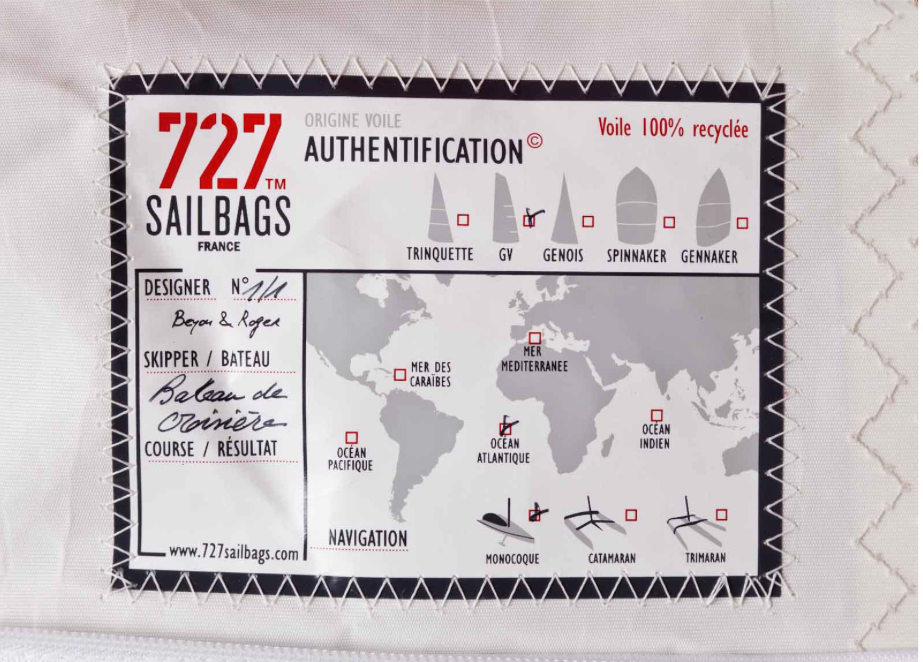 727™
SAILBAGS
FRANCE
ORIGINE VOILE
AUTHENTIFICATION©
Voile 100% recyclée
TRINQUETTE
GV
GENOIS
SPINNAKER
GENNAKER
DESIGNER N° 1/1
Beyou & Roger
SKIPPER / BATEAU
Bateau de
croisière
COURSE / RÉSULTAT
www.727sailbags.com
MER DES
CARAÏBES
MER
MEDITERRANEE
OCÉAN
PACIFIQUE
OCÉAN
ATLANTIQUE
OCÉAN
INDIEN
NAVIGATION
MONOCOQUE
CATAMARAN
TRIMARAN